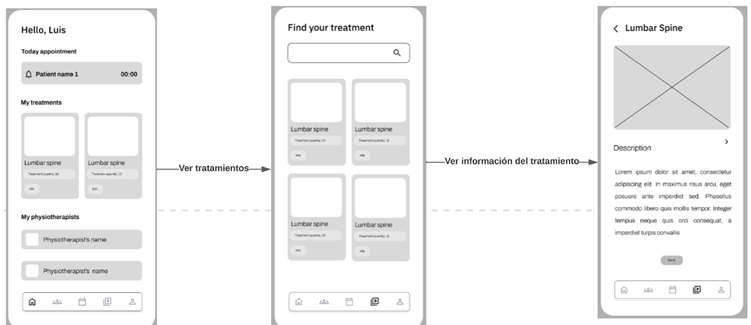 Hello, Luis
Today appointment
Patient name 1 00:00
My treatments
Lumbar spine Lumbar spine
Treatment quantity: 10 Treatment quantity: 10
Info Info
My physiotherapists
Physiotherapist's name
Physiotherapist's name
Ver tratamientos
Find your treatment
Lumbar spine Lumbar spine
Treatment quantity: 10 Treatment quantity: 10
Info Info
Lumbar spine Lumbar spine
Treatment quantity: 10 Treatment quantity: 10
Info Info
Ver información del tratamiento
Lumbar Spine
Description
Lorem ipsum dolor sit amet, consectetur
adipiscing elit. In maximus risus arcu, eget
posuere ante imperdiet sed. Phasellus
commodo libero quis mollis tempor. Integer
tempus neque quis orci consequat, a
imperdiet turpis convallis